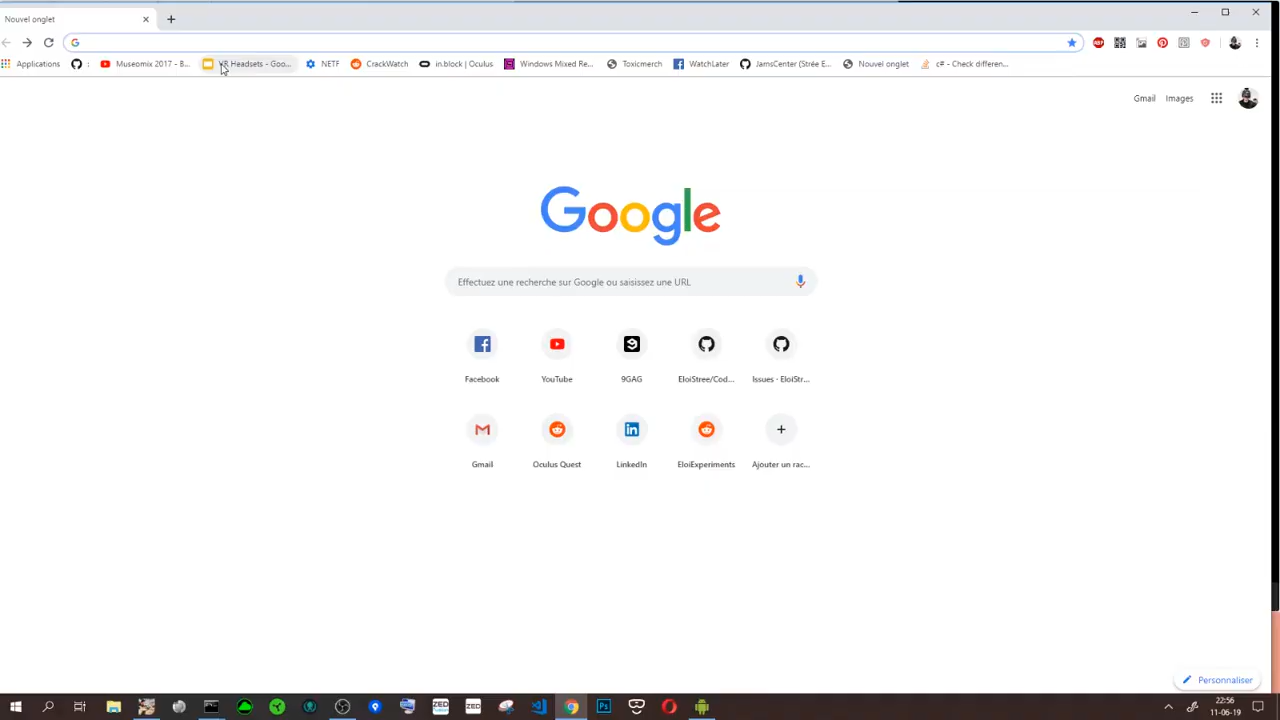 Nouvel onglet
Applications : Museomix 2017 - B... VR Headsets - Goo... NETF CrackWatch in.block | Oculus Windows Mixed Re... Toxicmerch WatchLater JamsCenter (Strée E... Nouvel onglet c# - Check differen...
Gmail Images
Google
Effectuez une recherche sur Google ou saisissez une URL
Facebook YouTube 9GAG EloiStree/Cod... Issues · EloiStr...
Gmail Oculus Quest LinkedIn EloiExperiments Ajouter un rac...
Personnaliser
ZED ZED Ps
22:56
11-06-19